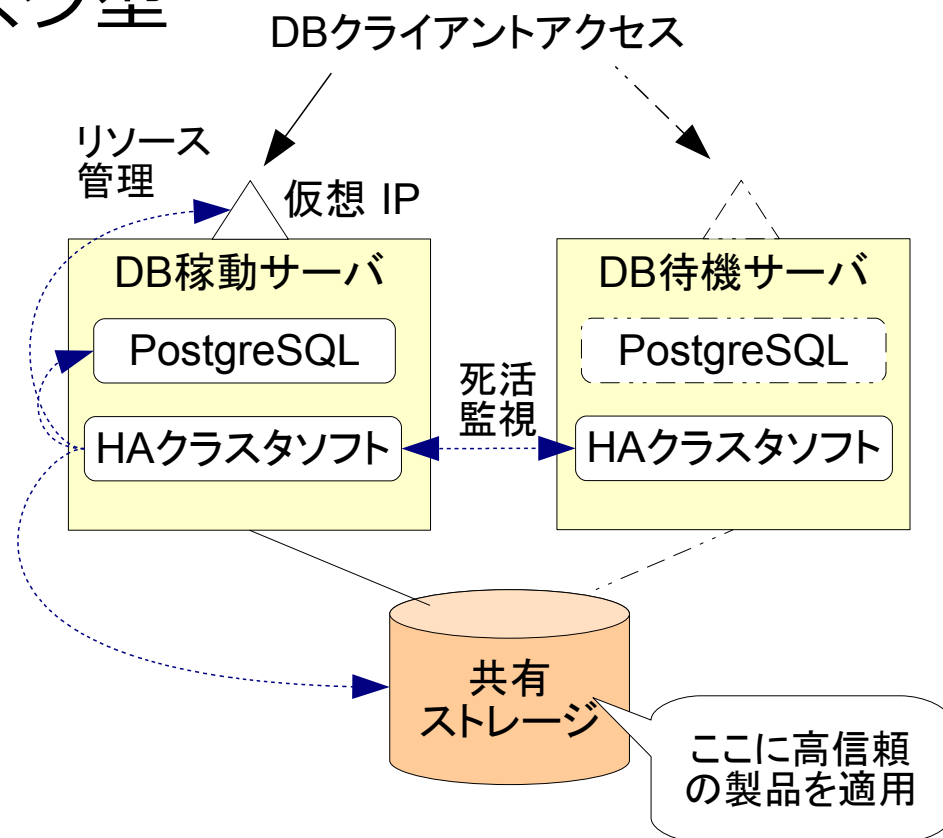 スク型
DBクライアントアクセス
リソース
管理
仮想 IP
DB稼動サーバ
PostgreSQL
HAクラスタソフト
死活
監視
DB待機サーバ
PostgreSQL
HAクラスタソフト
共有
ストレージ
ここに高信頼
の製品を適用